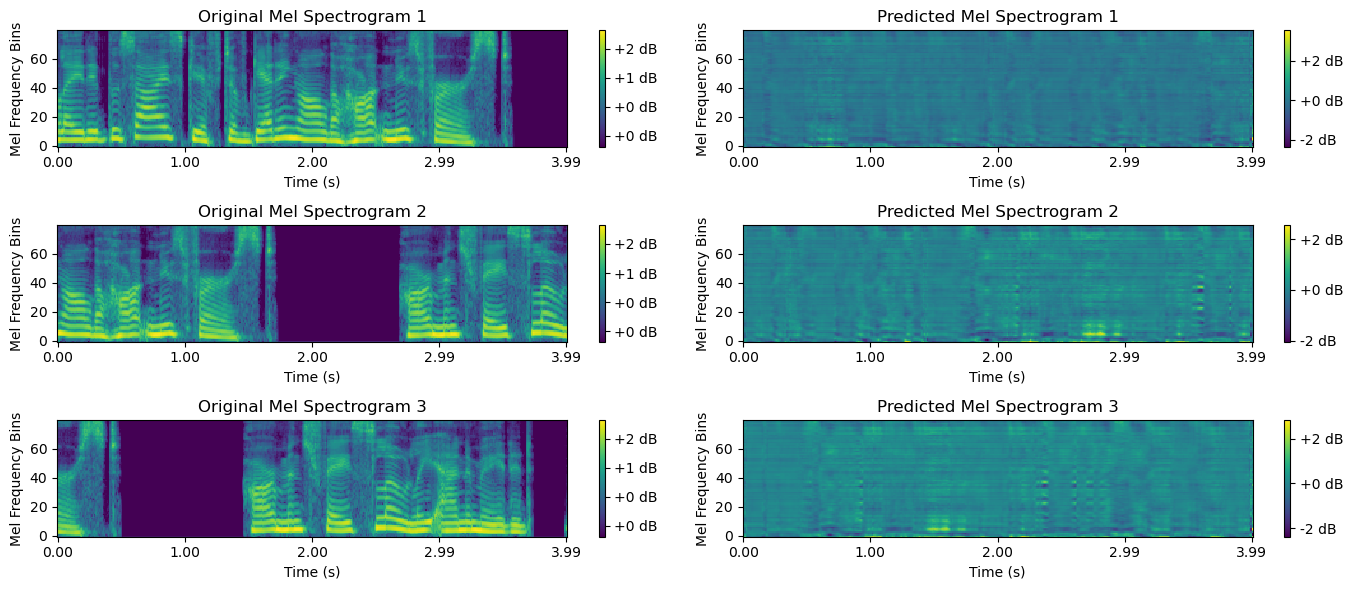 Original Mel Spectrogram 1
Mel Frequency Bins
60
40
20
0
0.00 1.00 2.00 2.99 3.99
Time (s)
+2 dB
+1 dB
+0 dB
+0 dB
Predicted Mel Spectrogram 1
Mel Frequency Bins
60
40
20
0
0.00 1.00 2.00 2.99 3.99
Time (s)
+2 dB
+0 dB
-2 dB
Original Mel Spectrogram 2
Mel Frequency Bins
60
40
20
0
0.00 1.00 2.00 2.99 3.99
Time (s)
+2 dB
+1 dB
+0 dB
+0 dB
Predicted Mel Spectrogram 2
Mel Frequency Bins
60
40
20
0
0.00 1.00 2.00 2.99 3.99
Time (s)
+2 dB
+0 dB
-2 dB
Original Mel Spectrogram 3
Mel Frequency Bins
60
40
20
0
0.00 1.00 2.00 2.99 3.99
Time (s)
+2 dB
+1 dB
+0 dB
+0 dB
Predicted Mel Spectrogram 3
Mel Frequency Bins
60
40
20
0
0.00 1.00 2.00 2.99 3.99
Time (s)
+2 dB
+0 dB
-2 dB